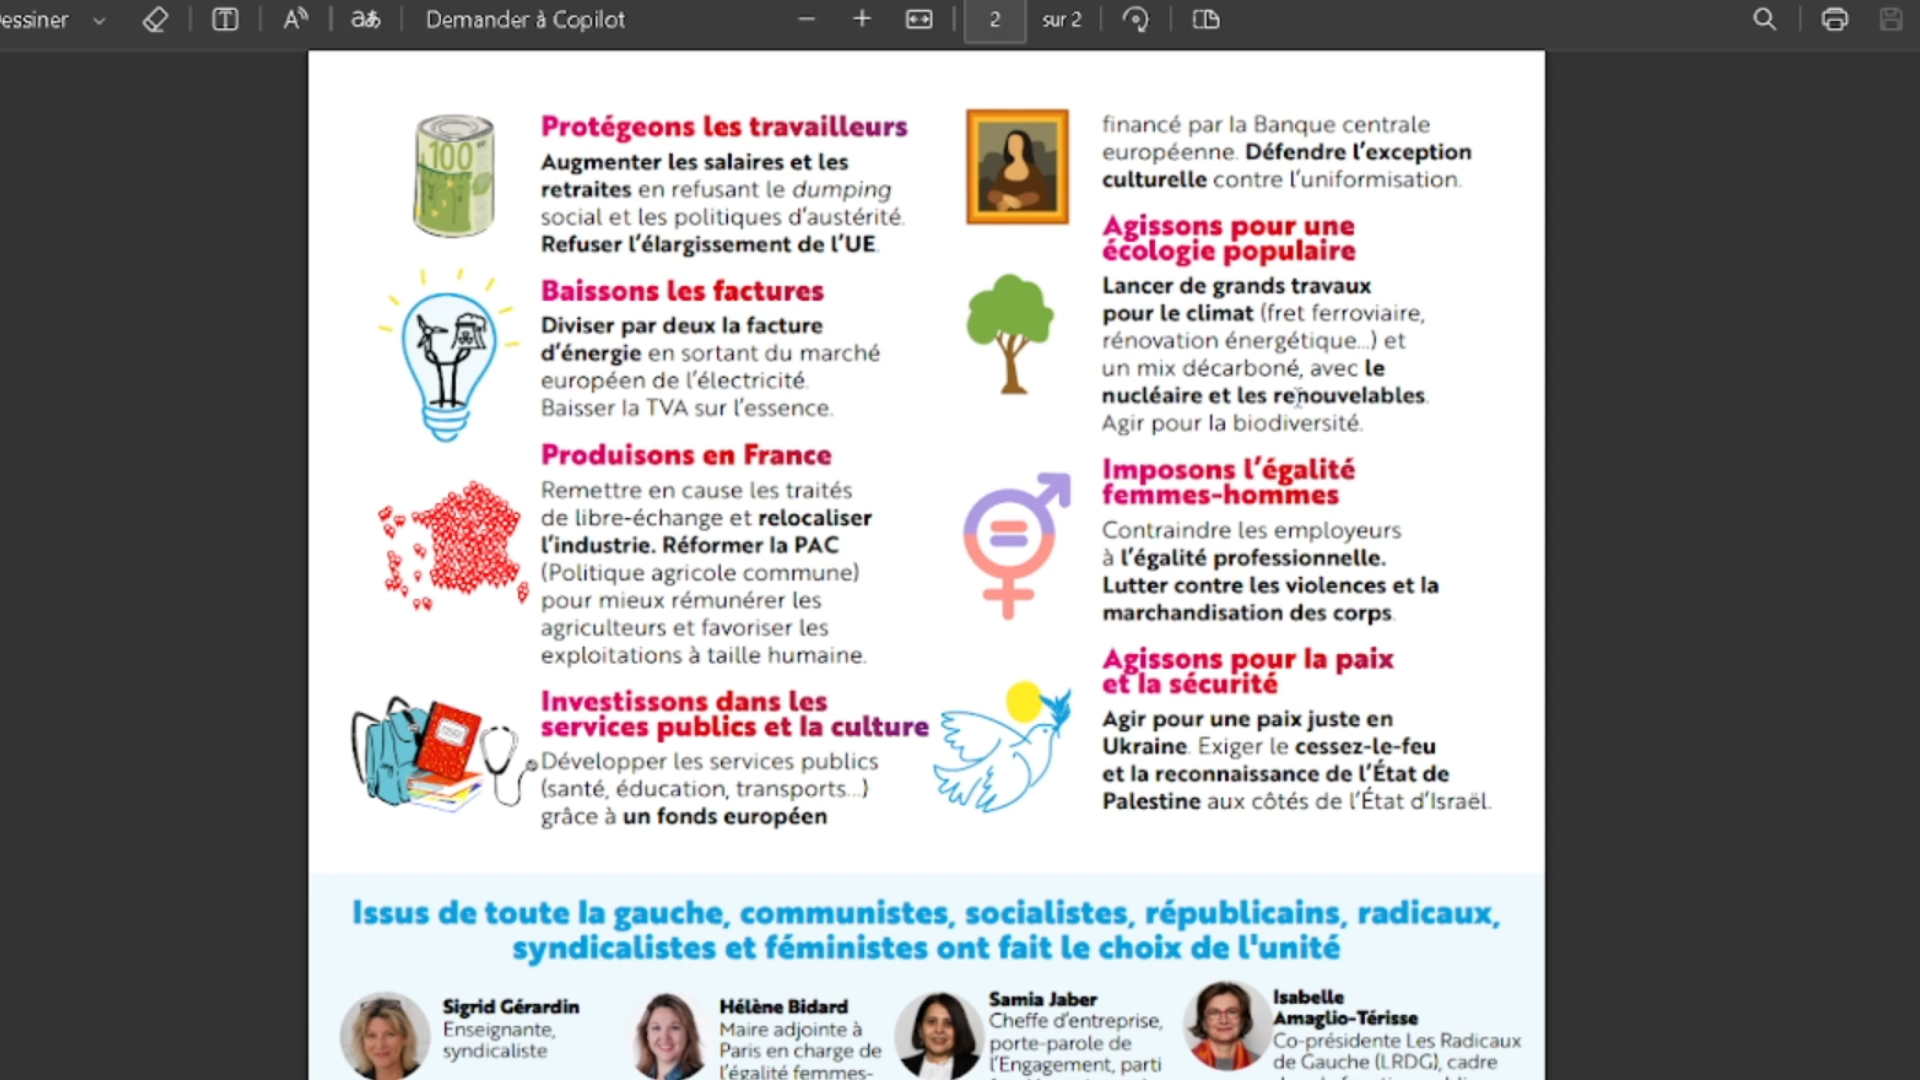 essiner
Demander à Copilot
2
sur 2
Protégeons les travailleurs
Augmenter les salaires et les
retraites en refusant le dumping
social et les politiques d'austérité.
Refuser l'élargissement de l'UE.
Baissons les factures
Diviser par deux la facture
d'énergie en sortant du marché
européen de l'électricité.
Baisser la TVA sur l'essence.
Produisons en France
Remettre en cause les traités
de libre-échange et relocaliser
l'industrie. Réformer la PAC
(Politique agricole commune)
pour mieux rémunérer les
agriculteurs et favoriser les
exploitations à taille humaine.
Investissons dans les
services publics et la culture
Développer les services publics
(santé, éducation, transports...)
grâce à un fonds européen
financé par la Banque centrale
européenne. Défendre l'exception
culturelle contre l'uniformisation.
Agissons pour une
écologie populaire
Lancer de grands travaux
pour le climat (fret ferroviaire,
rénovation énergétique...) et
un mix décarboné, avec le
nucléaire et les renouvelables.
Agir pour la biodiversité.
Imposons l'égalité
femmes-hommes
Contraindre les employeurs
à l'égalité professionnelle.
Lutter contre les violences et la
marchandisation des corps.
Agissons pour la paix
et la sécurité
Agir pour une paix juste en
Ukraine. Exiger le cessez-le-feu
et la reconnaissance de l'État de
Palestine aux côtés de l'État d'Israël.
Issus de toute la gauche, communistes, socialistes, républicains, radicaux,
syndicalistes et féministes ont fait le choix de l'unité
Sigrid Gérardin
Enseignante,
syndicaliste
Hélène Bidard
Maire adjointe à
Paris en charge de
l'égalité femmes-
Samia Jaber
Cheffe d'entreprise,
porte-parole de
l'Engagement, parti
Isabelle
Amaglio-Térisse
Co-présidente Les Radicaux
de Gauche (LRDG), cadre